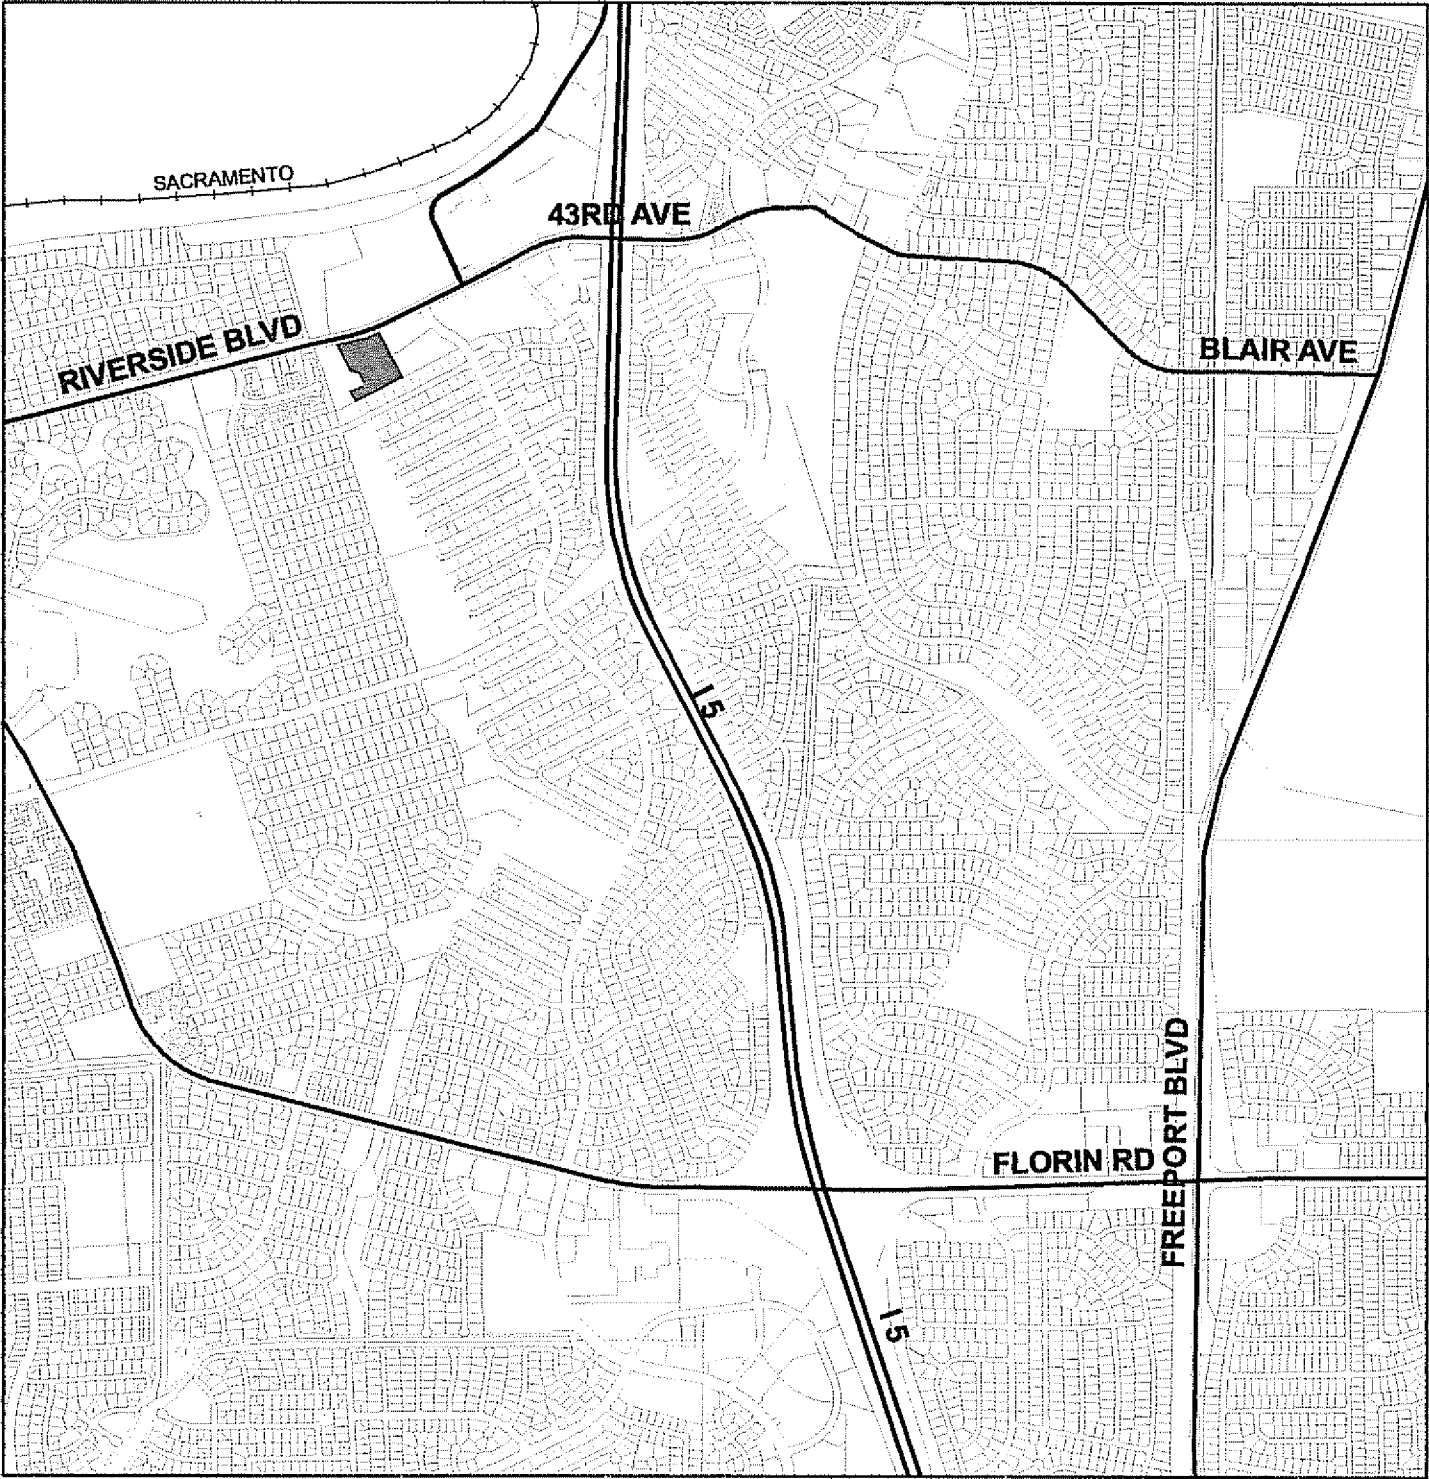 SACRAMENTO
43RD AVE
RIVERSIDE BLVD
BLAIR AVE
I 5
FREEPORT BLVD
FLORIN RD
I 5